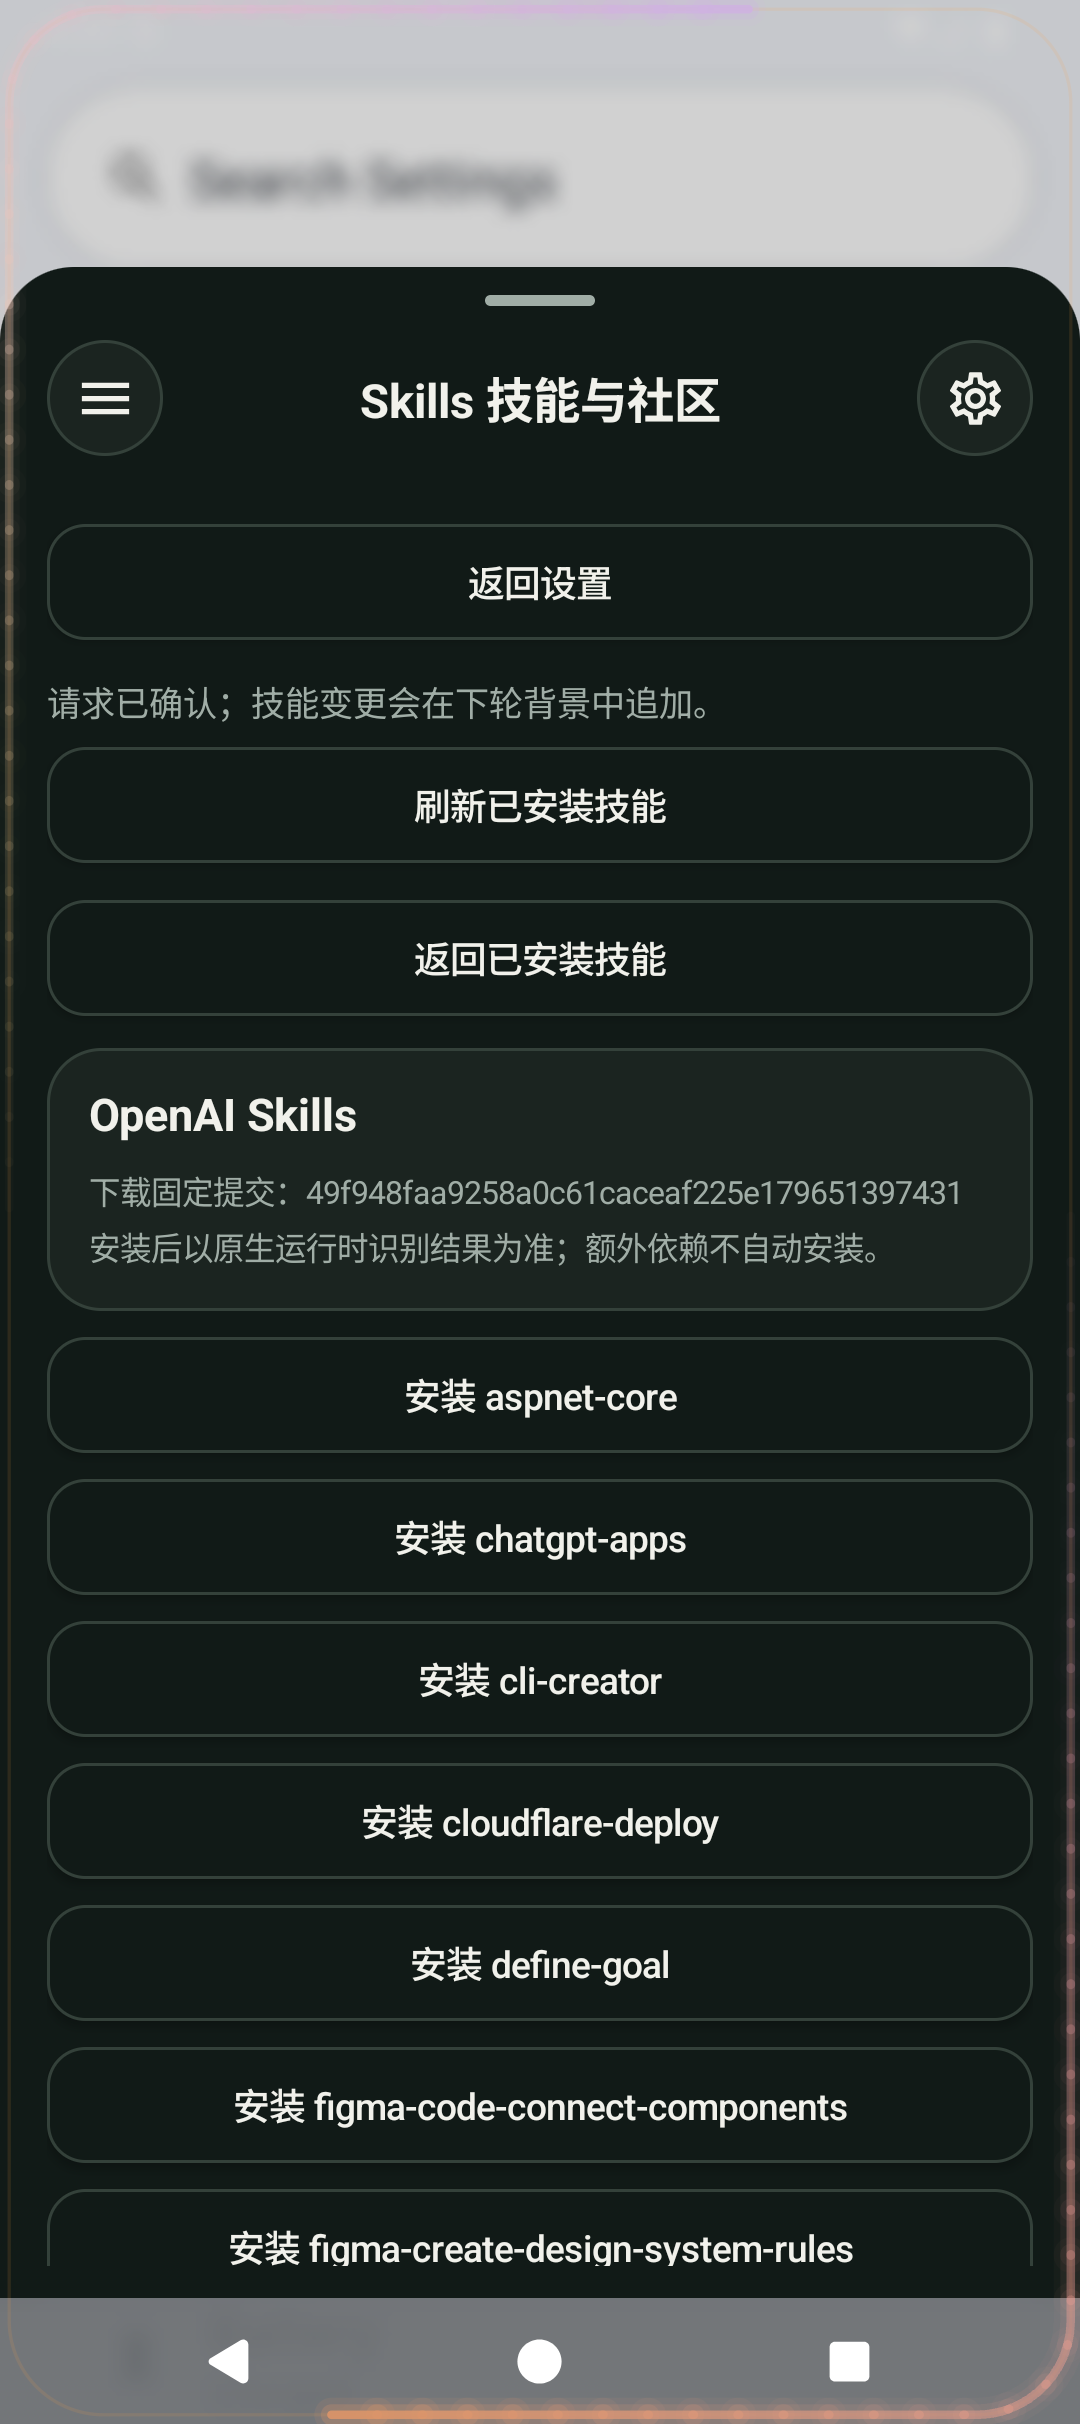 Search Settings
Skills 技能与社区
返回设置
请求已确认；技能变更会在下轮背景中追加。
刷新已安装技能
返回已安装技能
OpenAI Skills
下载固定提交：49f948faa9258a0c61caceaf225e179651397431
安装后以原生运行时识别结果为准；额外依赖不自动安装。
安装 aspnet-core
安装 chatgpt-apps
安装 cli-creator
安装 cloudflare-deploy
安装 define-goal
安装 figma-code-connect-components
安装 figma-create-design-system-rules